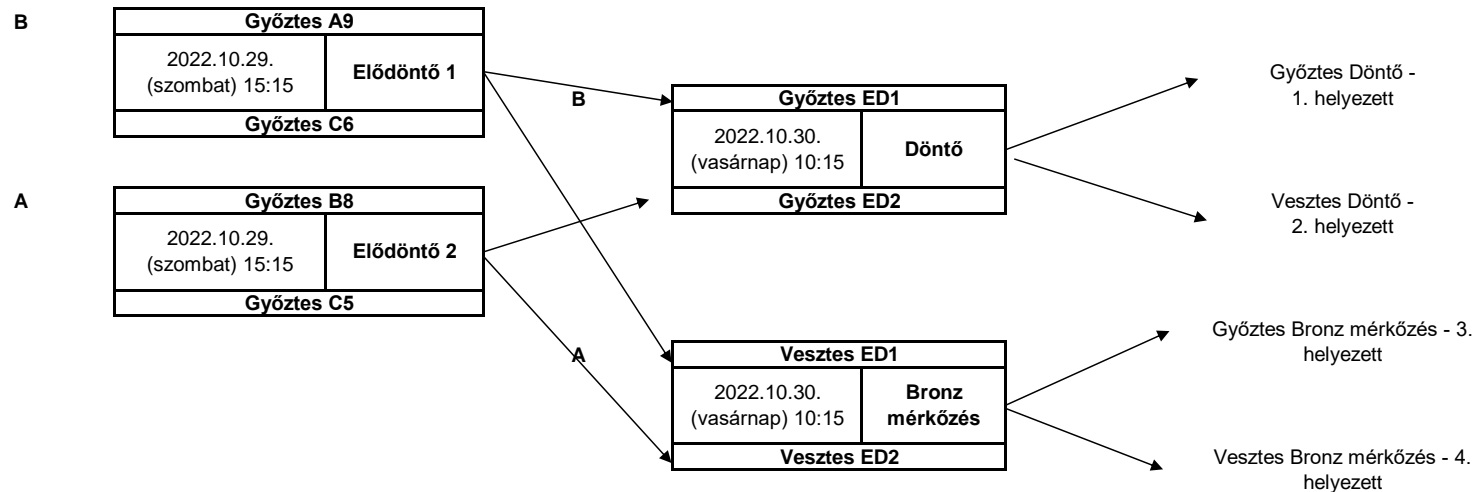 B
Győztes A9
2022.10.29.
(szombat) 15:15
Elődöntő 1
Győztes C6
A
Győztes B8
2022.10.29.
(szombat) 15:15
Elődöntő 2
Győztes C5
B
A
Győztes ED1
2022.10.30.
(vasárnap) 10:15
Döntő
Győztes ED2
Vesztes ED1
2022.10.30.
(vasárnap) 10:15
Bronz
mérkőzés
Vesztes ED2
Győztes Döntő -
1. helyezett
Vesztes Döntő -
2. helyezett
Győztes Bronz mérkőzés - 3.
helyezett
Vesztes Bronz mérkőzés - 4.
helyezett